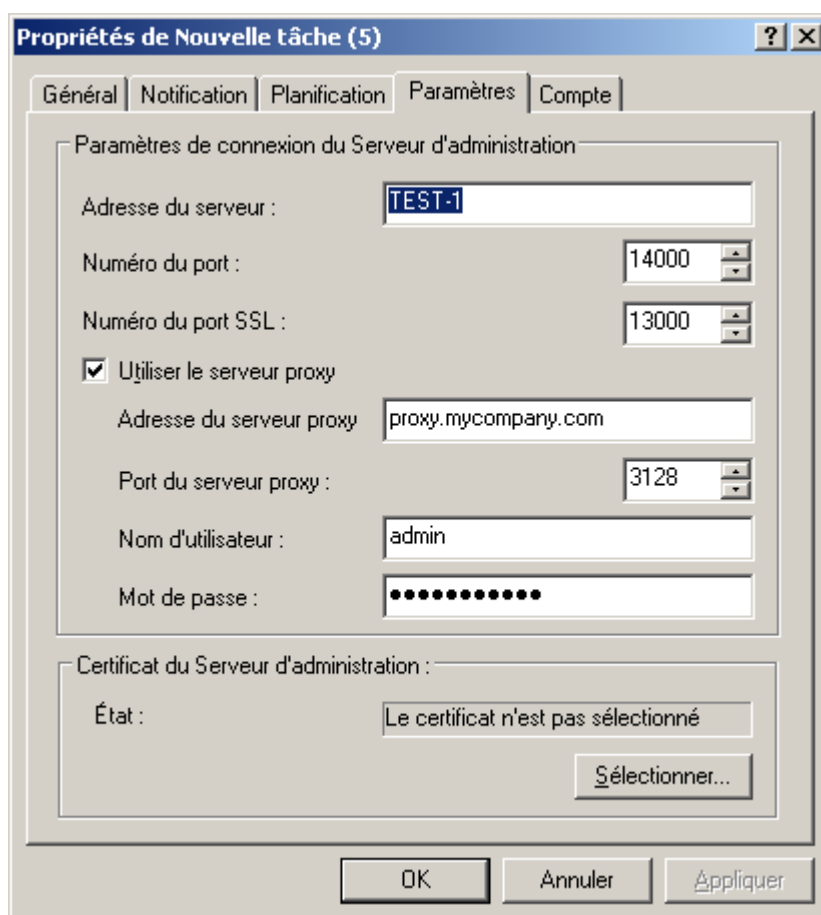 Propriétés de Nouvelle tâche (5)
Général Notification Planification Paramètres Compte
Paramètres de connexion du Serveur d'administration
Adresse du serveur : TEST-1
Numéro du port : 14000
Numéro du port SSL : 13000
Utiliser le serveur proxy
Adresse du serveur proxy proxy.mycompany.com
Port du serveur proxy : 3128
Nom d'utilisateur : admin
Mot de passe : ●●●●●●●●●●●
Certificat du Serveur d'administration :
État : Le certificat n'est pas sélectionné
Sélectionner...
OK Annuler Appliquer